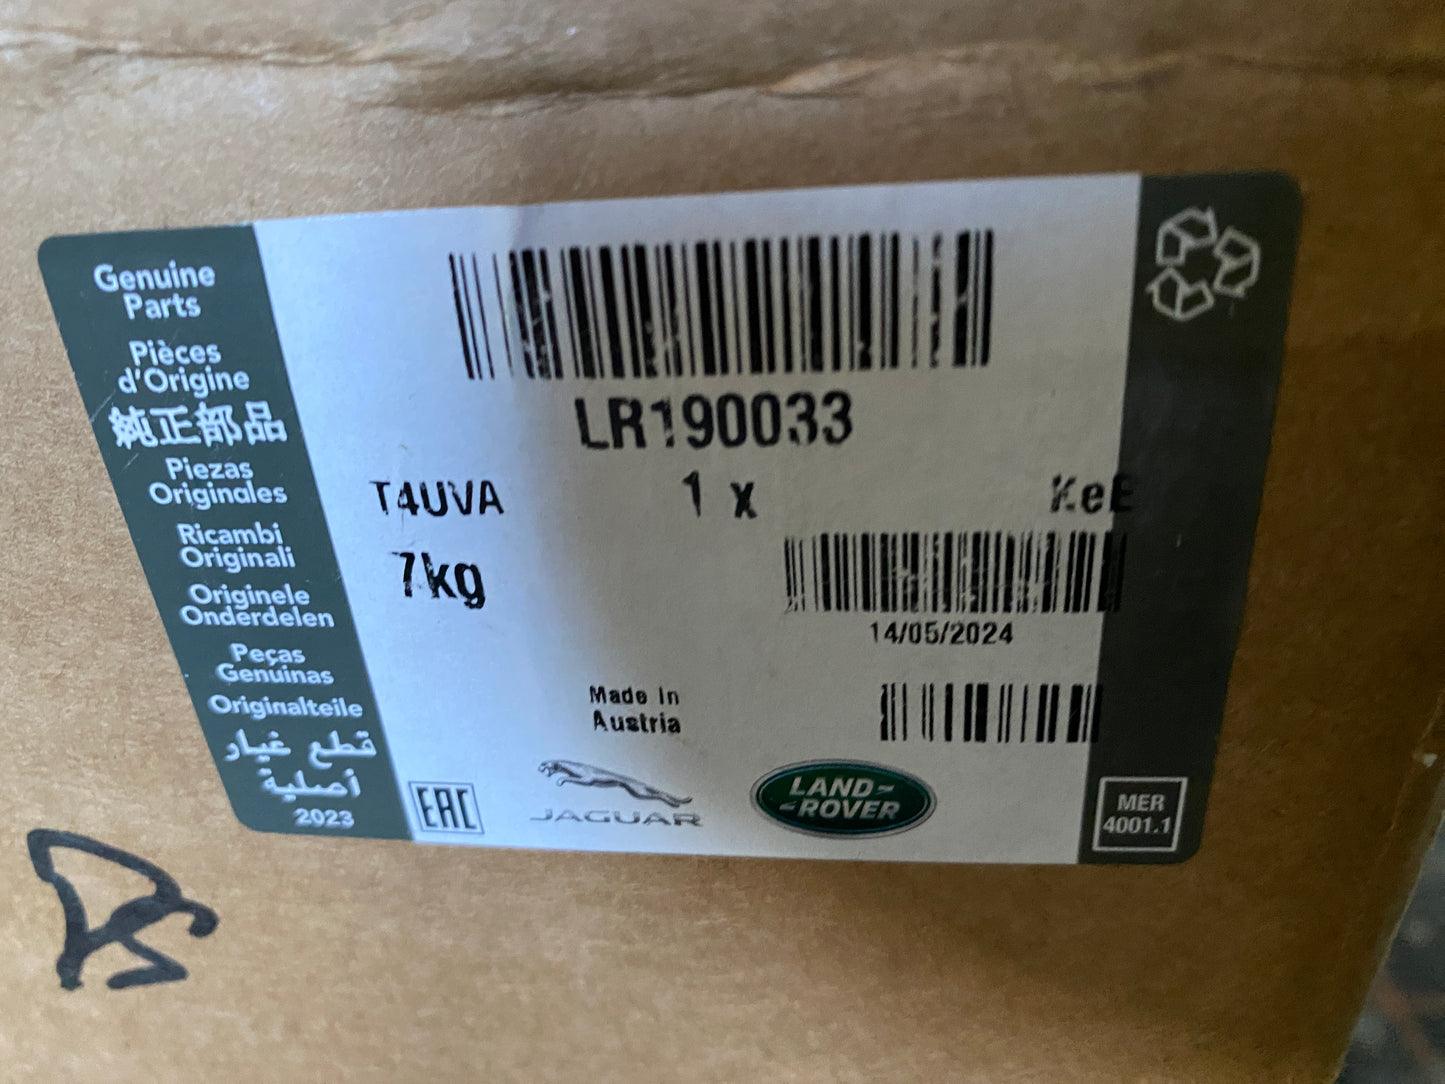 Genuine
Parts
Pièces
d'Origine
純正部品
Piezas
Originales
Ricambi
Originali
Originele
Onderdelen
Peças
Genuinas
Originalteile
قطع غيار
أصلية
2023
LR190033
T4UVA 1 x KeE
7kg
14/05/2024
Made In
Austria
EAC
JAGUAR
LAND-
-ROVER
MER
4001.1